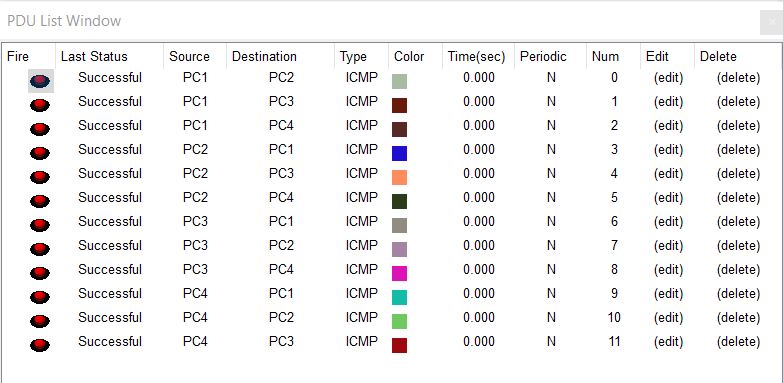 PDU List Window
Fire Last Status Source Destination Type Color Time(sec) Periodic Num Edit Delete
Successful PC1 PC2 ICMP 0.000 N 0 (edit) (delete)
Successful PC1 PC3 ICMP 0.000 N 1 (edit) (delete)
Successful PC1 PC4 ICMP 0.000 N 2 (edit) (delete)
Successful PC2 PC1 ICMP 0.000 N 3 (edit) (delete)
Successful PC2 PC3 ICMP 0.000 N 4 (edit) (delete)
Successful PC2 PC4 ICMP 0.000 N 5 (edit) (delete)
Successful PC3 PC1 ICMP 0.000 N 6 (edit) (delete)
Successful PC3 PC2 ICMP 0.000 N 7 (edit) (delete)
Successful PC3 PC4 ICMP 0.000 N 8 (edit) (delete)
Successful PC4 PC1 ICMP 0.000 N 9 (edit) (delete)
Successful PC4 PC2 ICMP 0.000 N 10 (edit) (delete)
Successful PC4 PC3 ICMP 0.000 N 11 (edit) (delete)